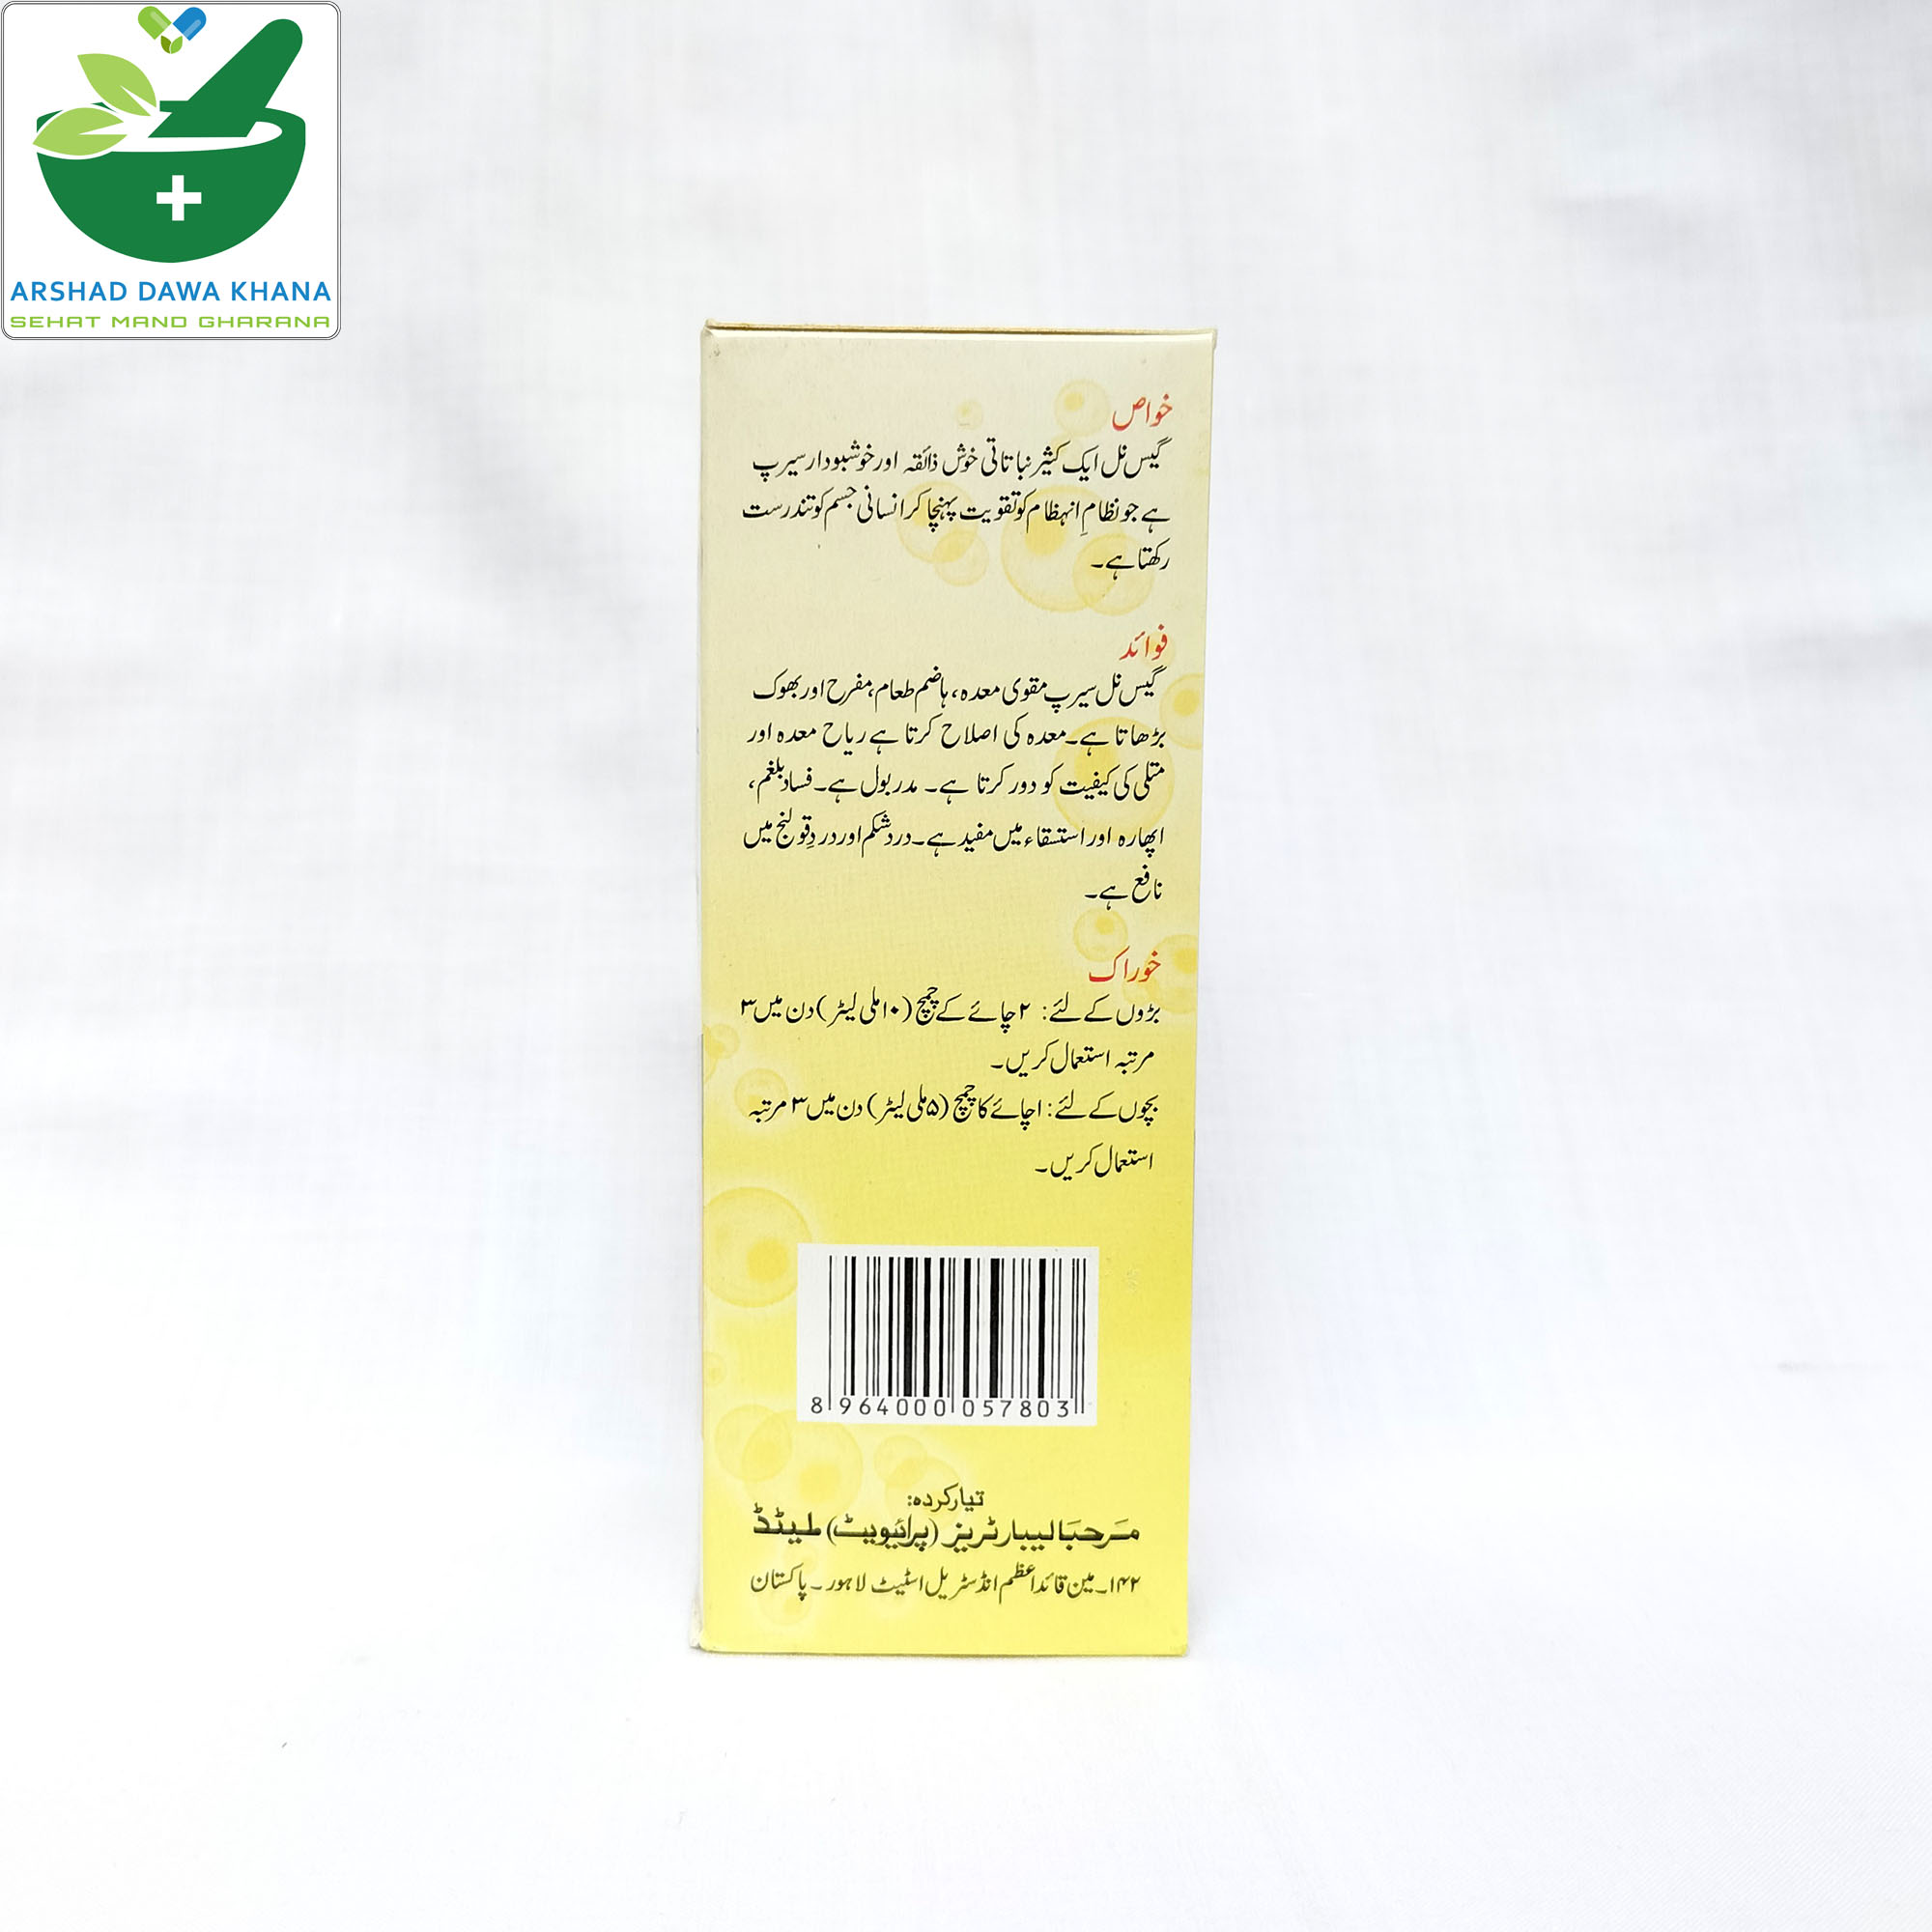 ARSHAD DAWA KHANA
SEHAT MAND GHARANA
خواص
گیس نل ایک کثیر نباتاتی خوش ذائقہ اور خوشبودار سیرپ
ہے جو نظامِ انہظام کو تقویت پہنچا کر انسانی جسم کو تندرست
رکھتا ہے۔
فوائد
گیس نل سیرپ مقوی معدہ، ہاضم طعام، مفرح اور بھوک
بڑھاتا ہے۔ معدہ کی اصلاح کرتا ہے ریاح معدہ اور
متلی کی کیفیت کو دور کرتا ہے۔ مدر بول ہے۔ فساد بلغم،
اپھارہ اور استسقاء میں مفید ہے۔ درد شکم اور دردِ قولنج میں
نافع ہے۔
خوراک
بڑوں کے لئے: ۲ چائے کے چمچ (۱۰ ملی لیٹر) دن میں ۳
مرتبہ استعمال کریں۔
بچوں کے لئے: ۱ چائے کا چمچ (۵ ملی لیٹر) دن میں ۳ مرتبہ
استعمال کریں۔
8 964000 057803
تیار کردہ:
مرحبا لیبارٹریز (پرائیویٹ) لمیٹڈ
۱۴۲۔ مین قائداعظم انڈسٹریل اسٹیٹ لاہور۔ پاکستان